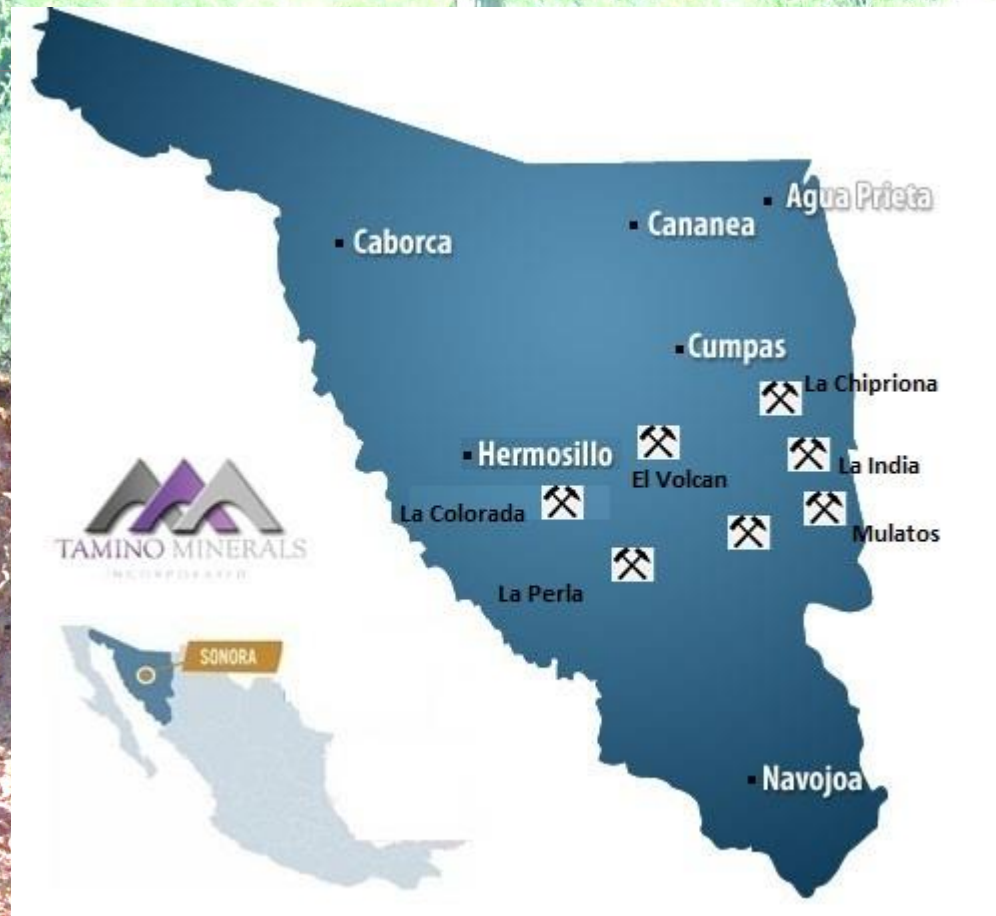 Agua Prieta
Cananea
Caborca
Cumpas
La Chipriona
Hermosillo
La India
El Volcan
La Colorada
Mulatos
TAMINO MINERALS
INCORPORATED
La Perla
SONORA
Navojoa